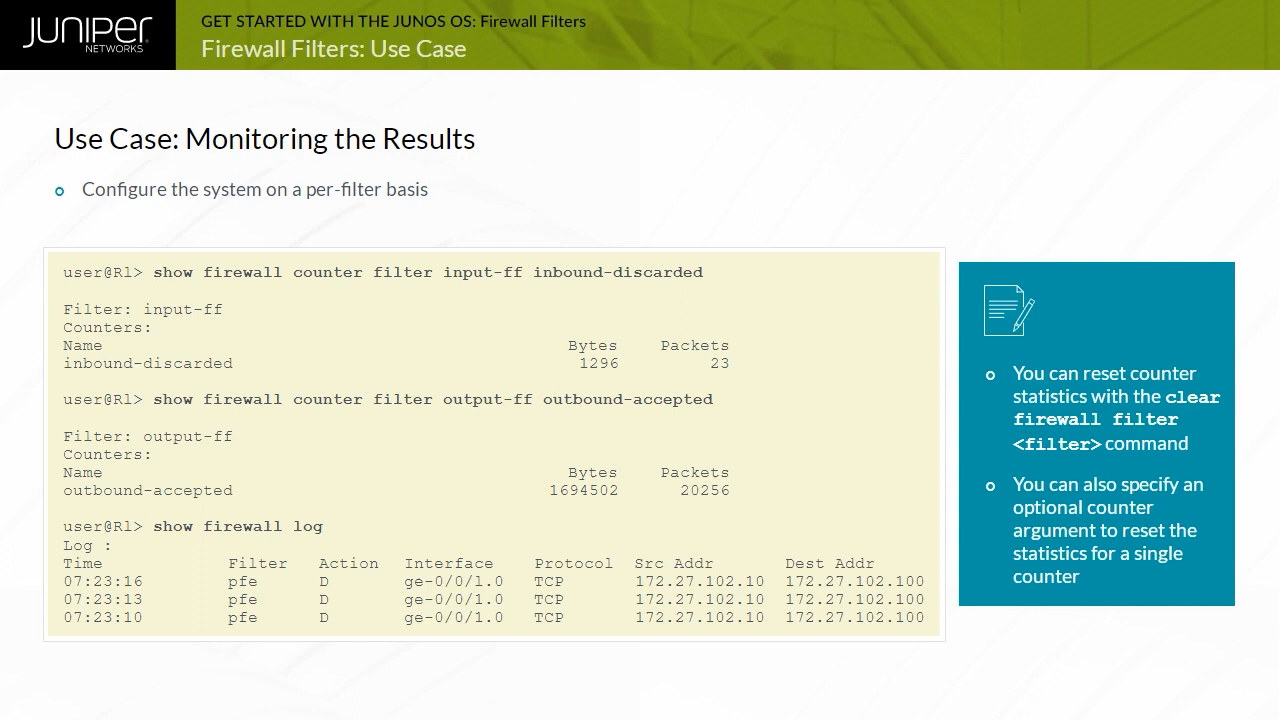 JUNIPER
NETWORKS
GET STARTED WITH THE JUNOS OS: Firewall Filters
Firewall Filters: Use Case
Use Case: Monitoring the Results
Configure the system on a per-filter basis
user@Rl> show firewall counter filter input-ff inbound-discarded
Filter: input-ff
Counters:
Name Bytes Packets
inbound-discarded 1296 23
user@Rl> show firewall counter filter output-ff outbound-accepted
Filter: output-ff
Counters:
Name Bytes Packets
outbound-accepted 1694502 20256
user@Rl> show firewall log
Log :
Time Filter Action Interface Protocol Src Addr Dest Addr
07:23:16 pfe D ge-0/0/1.0 TCP 172.27.102.10 172.27.102.100
07:23:13 pfe D ge-0/0/1.0 TCP 172.27.102.10 172.27.102.100
07:23:10 pfe D ge-0/0/1.0 TCP 172.27.102.10 172.27.102.100
You can reset counter
statistics with the clear
firewall filter
<filter> command
You can also specify an
optional counter
argument to reset the
statistics for a single
counter